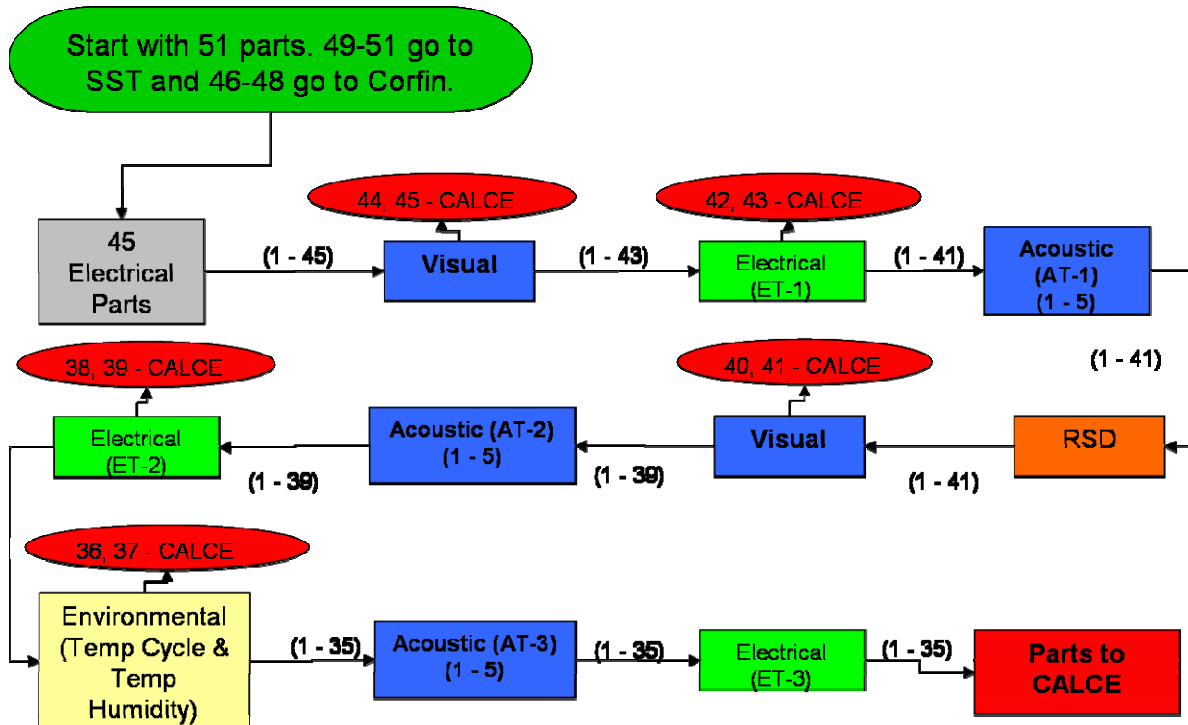 Start with 51 parts. 49-51 go to
SST and 46-48 go to Corfin.
44, 45 - CALCE
42, 43 - CALCE
45
Electrical
Parts
(1 - 45)
Visual
(1 - 43)
Electrical
(ET-1)
(1 - 41)
Acoustic
(AT-1)
(1 - 5)
(1 - 41)
38, 39 - CALCE
40, 41 - CALCE
Electrical
(ET-2)
(1 - 39)
Acoustic (AT-2)
(1 - 5)
(1 - 39)
Visual
(1 - 41)
RSD
36, 37 - CALCE
Environmental
(Temp Cycle &
Temp
Humidity)
(1 - 35)
Acoustic (AT-3)
(1 - 5)
(1 - 35)
Electrical
(ET-3)
(1 - 35)
Parts to
CALCE